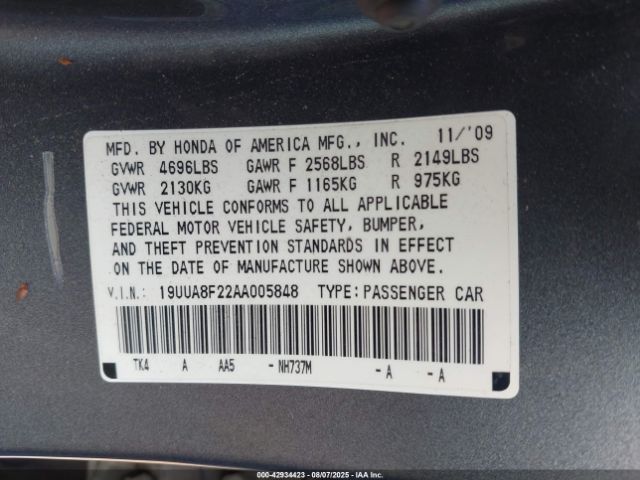 MFD. BY HONDA OF AMERICA MFG., INC. 11/'09
GVWR 4696LBS GAWR F 2568LBS R 2149LBS
GVWR 2130KG GAWR F 1165KG R 975KG
THIS VEHICLE CONFORMS TO ALL APPLICABLE
FEDERAL MOTOR VEHICLE SAFETY, BUMPER,
AND THEFT PREVENTION STANDARDS IN EFFECT
ON THE DATE OF MANUFACTURE SHOWN ABOVE.
V.I.N.: 19UUA8F22AA005848 TYPE:PASSENGER CAR
TK4 A AA5 -NH737M -A -A
000-42934423 - 08/07/2025 - IAAI.COM